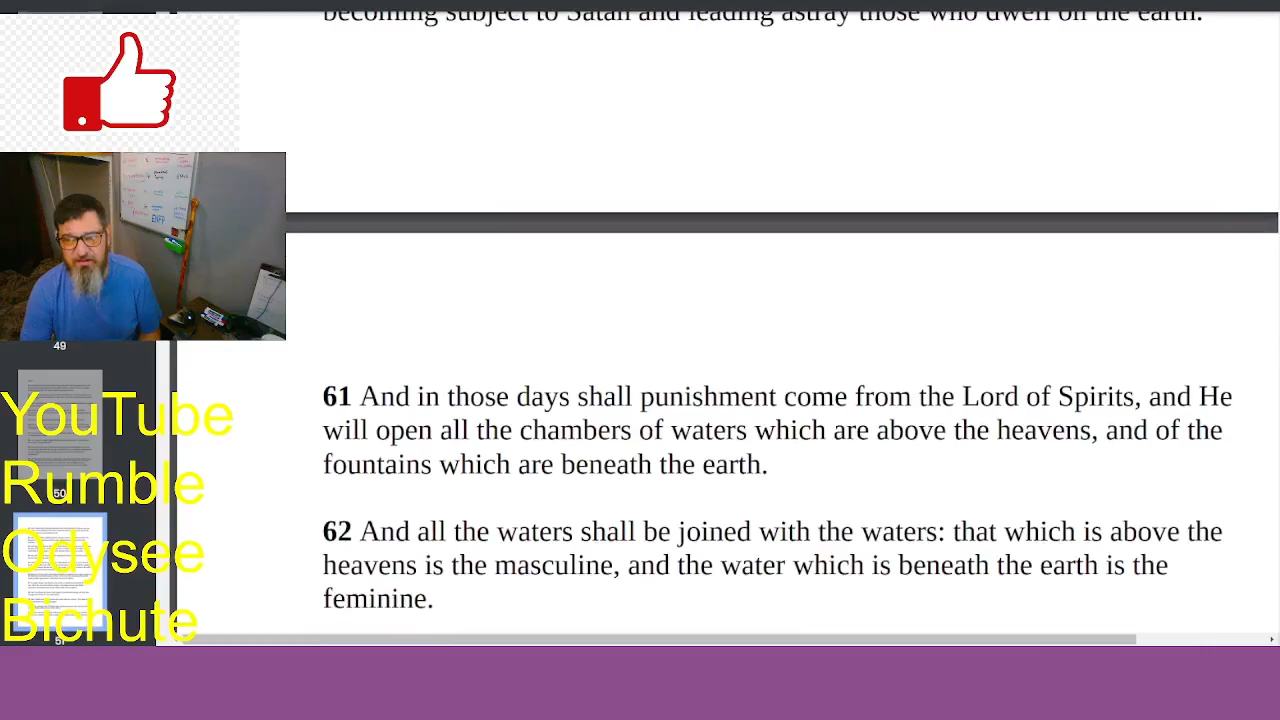 becoming subject to Satan and leading astray those who dwell on the earth.
ENFP
49
YouTube
50
Rumble
Odysee
Bichute
51
61 And in those days shall punishment come from the Lord of Spirits, and He
will open all the chambers of waters which are above the heavens, and of the
fountains which are beneath the earth.
62 And all the waters shall be joined with the waters: that which is above the
heavens is the masculine, and the water which is beneath the earth is the
feminine.